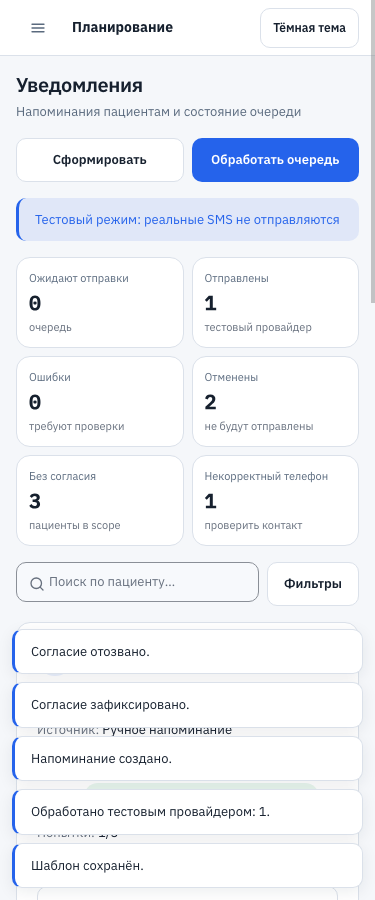 Планирование
Тёмная тема
Уведомления
Напоминания пациентам и состояние очереди
Сформировать
Обработать очередь
Тестовый режим: реальные SMS не отправляются
Ожидают отправки
0
очередь
Отправлены
1
тестовый провайдер
Ошибки
0
требуют проверки
Отменены
2
не будут отправлены
Без согласия
3
пациенты в scope
Некорректный телефон
1
проверить контакт
Поиск по пациенту...
Фильтры
Согласие отозвано.
Согласие зафиксировано.
Источник: Ручное напоминание
Напоминание создано.
Обработано тестовым провайдером: 1.
Шаблон сохранён.